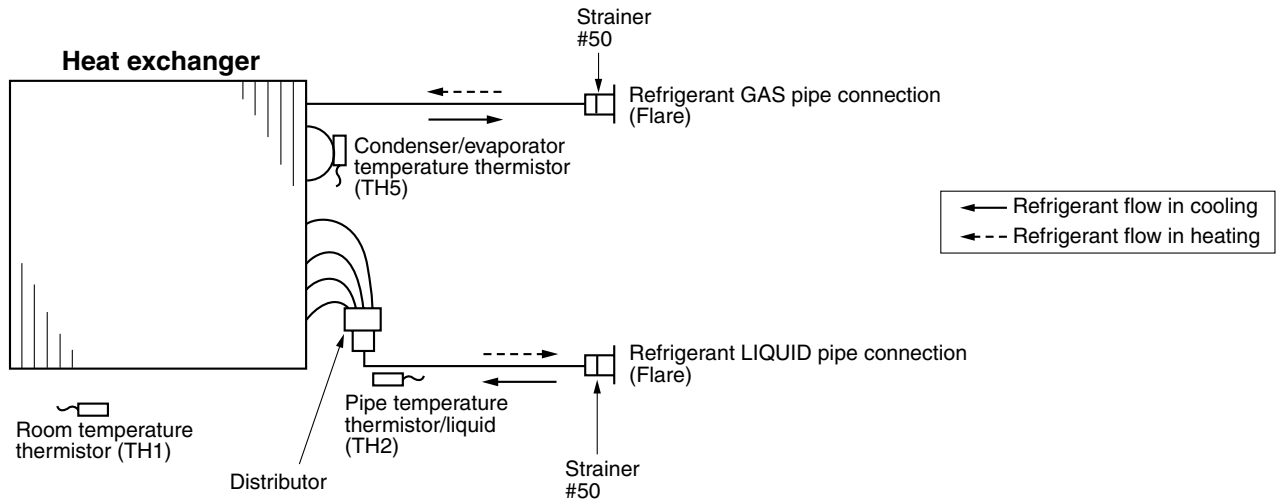 Strainer
#50
Heat exchanger
Refrigerant GAS pipe connection
(Flare)
Condenser/evaporator
temperature thermistor
(TH5)
Refrigerant flow in cooling
Refrigerant flow in heating
Refrigerant LIQUID pipe connection
(Flare)
Pipe temperature
thermistor/liquid
(TH2)
Room temperature
thermistor (TH1)
Distributor
Strainer
#50